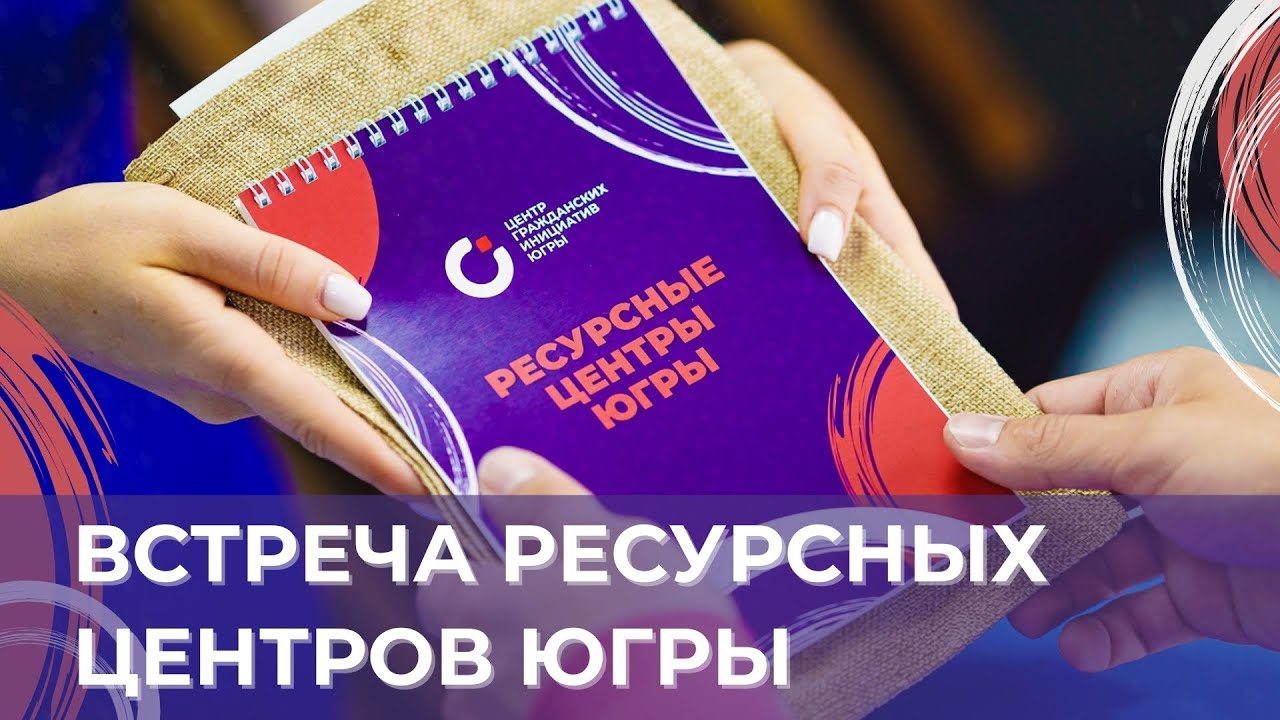 ЦЕНТР
ГРАЖДАНСКИХ
ИНИЦИАТИВ
ЮГРЫ
РЕСУРСНЫЕ
ЦЕНТРЫ
ЮГРЫ
ВСТРЕЧА РЕСУРСНЫХ
ЦЕНТРОВ ЮГРЫ